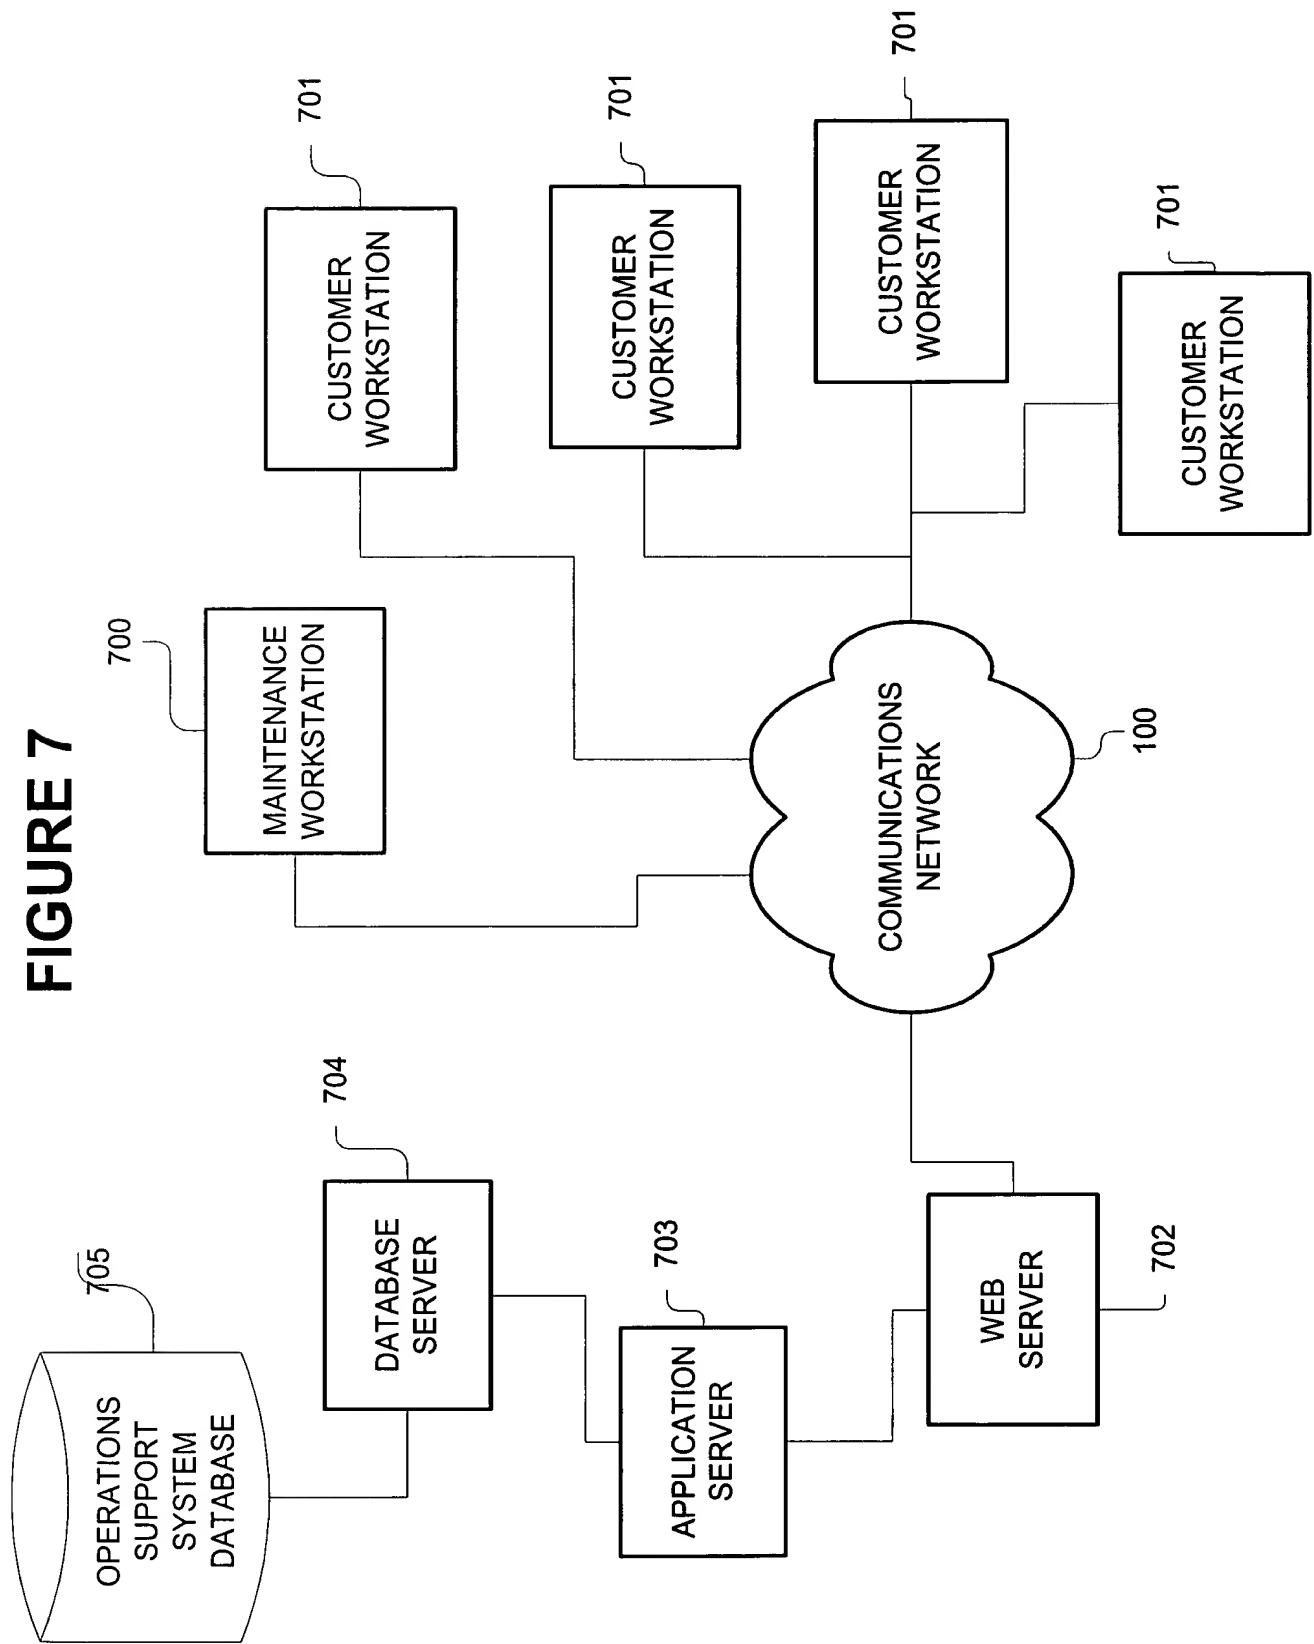 FIGURE 7
OPERATIONS
SUPPORT
SYSTEM
DATABASE
705
DATABASE
SERVER
704
APPLICATION
SERVER
703
WEB
SERVER
702
MAINTENANCE
WORKSTATION
700
COMMUNICATIONS
NETWORK
100
CUSTOMER
WORKSTATION
701
CUSTOMER
WORKSTATION
701
CUSTOMER
WORKSTATION
701
CUSTOMER
WORKSTATION
701